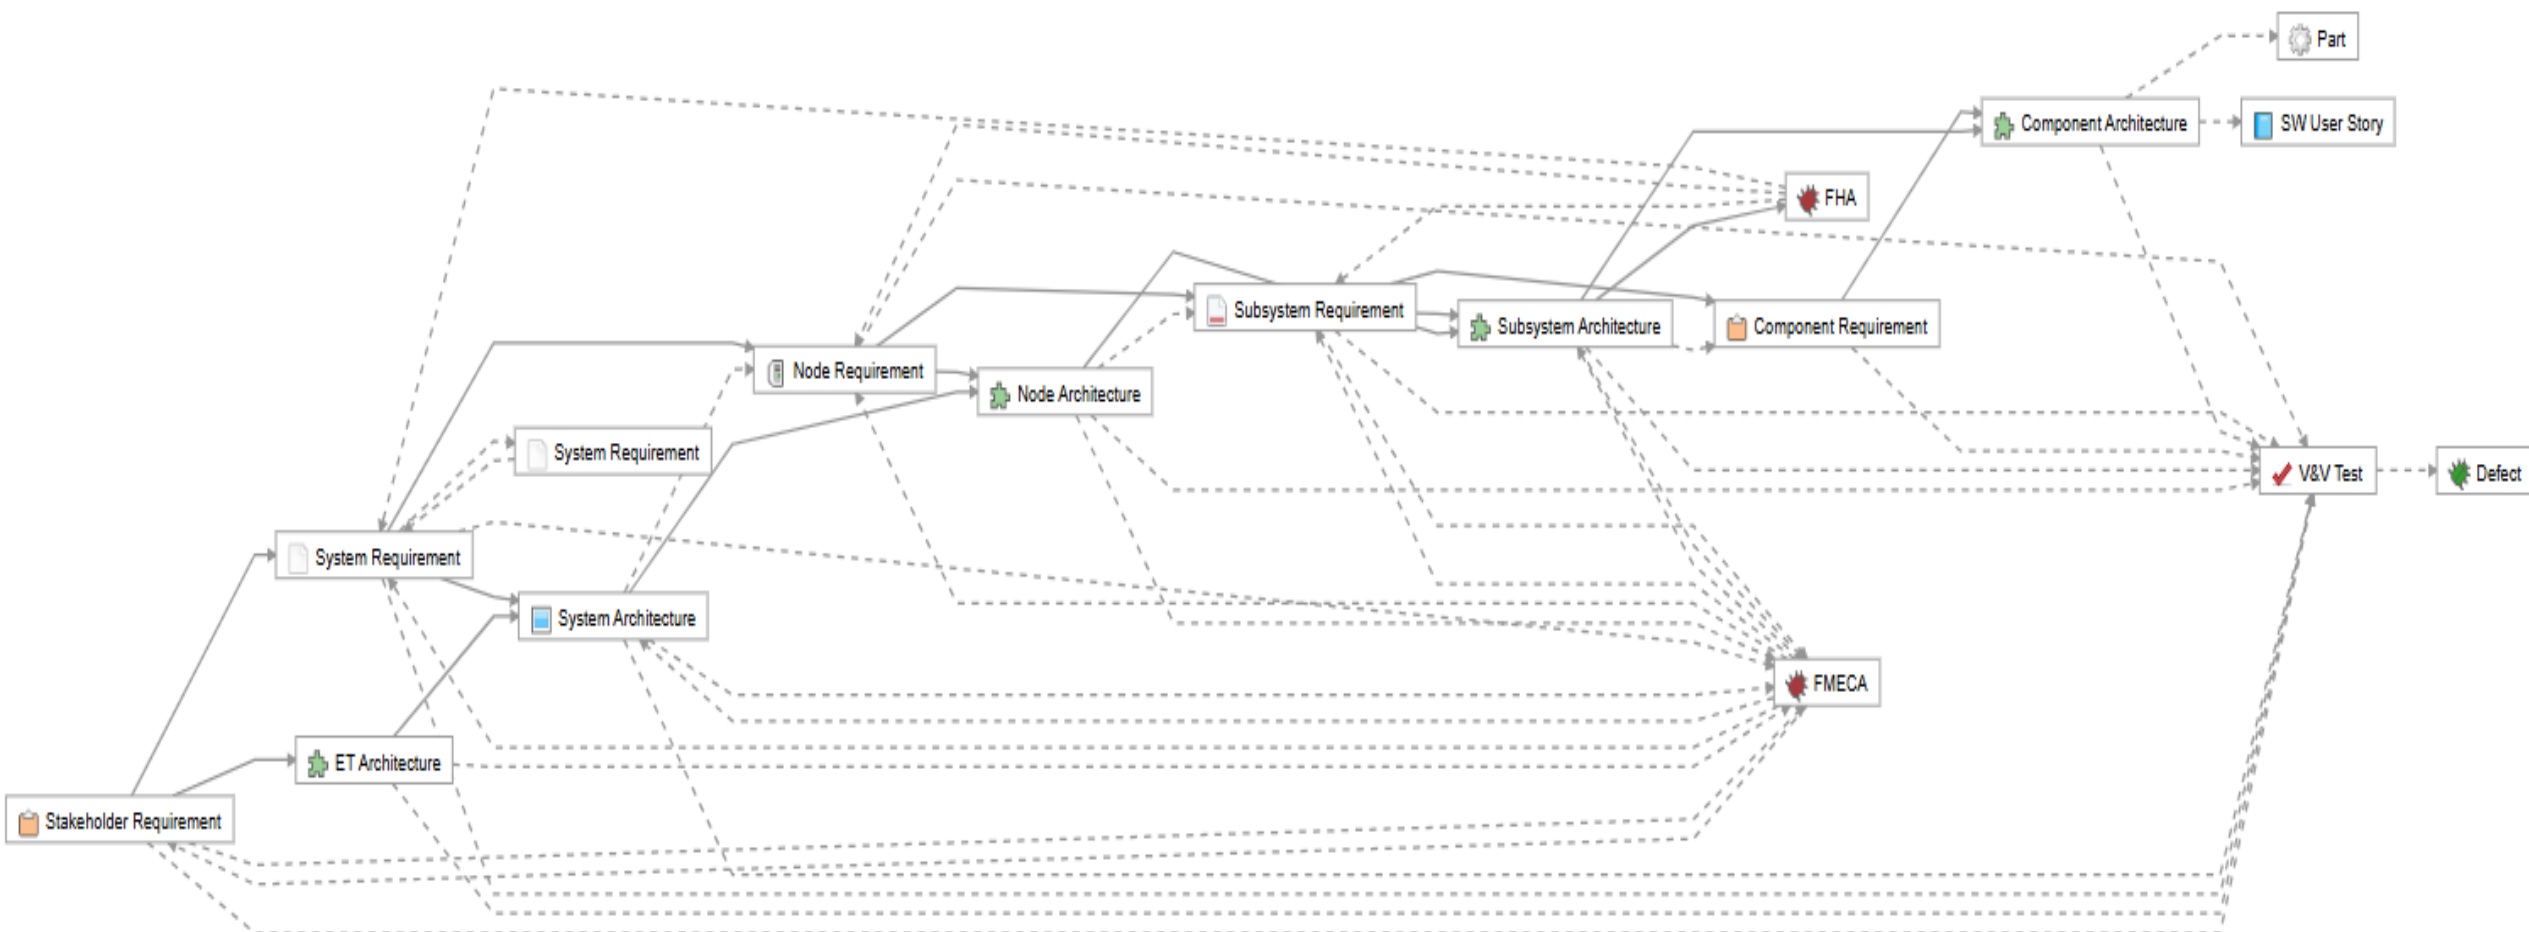 Part
Component Architecture
SW User Story
FHA
Subsystem Requirement
Subsystem Architecture
Component Requirement
Node Requirement
Node Architecture
System Requirement
V&V Test
Defect
System Requirement
System Architecture
FMECA
ET Architecture
Stakeholder Requirement